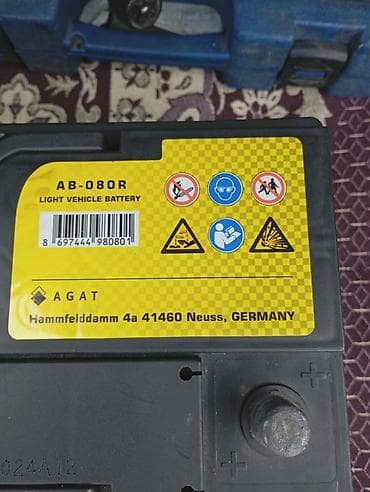 AB-080R
LIGHT VEHICLE BATTERY
8 697444 980801
AGAT
Hammfelddamm 4a 41460 Neuss, GERMANY
+
+